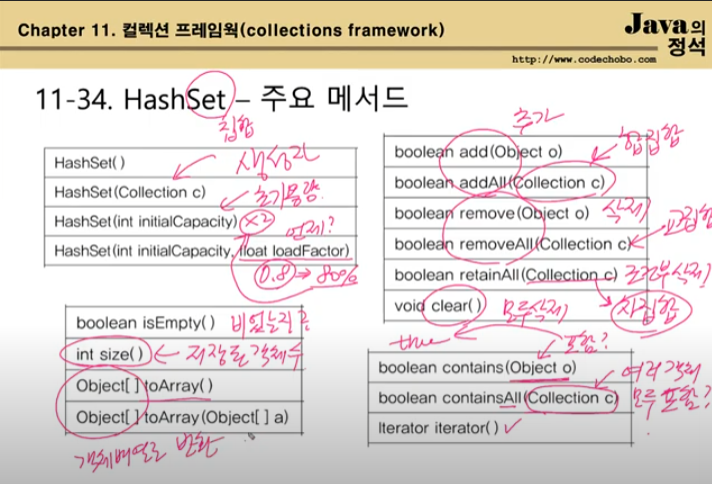 Chapter 11. 컬렉션 프레임웍(collections framework)
Java의 정석
http://www.codechobo.com
11-34. HashSet – 주요 메서드
집합
HashSet()
생성자
HashSet(Collection c)
초기용량
HashSet(int initialCapacity)
×2
언제?
HashSet(int initialCapacity, float loadFactor)
0.8 → 80%
추가
boolean add(Object o)
합집합
boolean addAll(Collection c)
boolean remove(Object o)
삭제
교집합
boolean removeAll(Collection c)
boolean retainAll(Collection c)
조건부삭제
void clear()
모두삭제
차집합
boolean isEmpty()
비었는지?
int size()
← 저장된 객체수
Object[] toArray()
Object[] toArray(Object[] a)
객체배열로 반환
true
포함?
boolean contains(Object o)
여러 객체
boolean containsAll(Collection c)
모두 포함?
Iterator iterator()